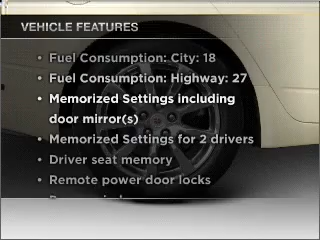 VEHICLE FEATURES
• Fuel Consumption: City: 18
• Fuel Consumption: Highway: 27
• Memorized Settings including
door mirror(s)
• Memorized Settings for 2 drivers
• Driver seat memory
• Remote power door locks